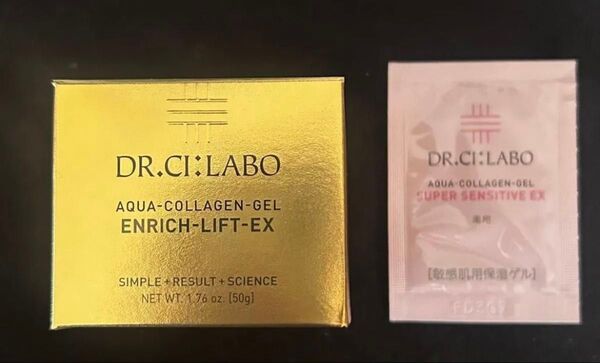 DR.CI:LABO
AQUA-COLLAGEN-GEL
ENRICH-LIFT-EX
SIMPLE+RESULT+SCIENCE
NET WT. 1.76 oz. [50g]
DR.CI:LABO
AQUA-COLLAGEN-GEL
SUPER SENSITIVE EX
薬用
[敏感肌用保湿ゲル]